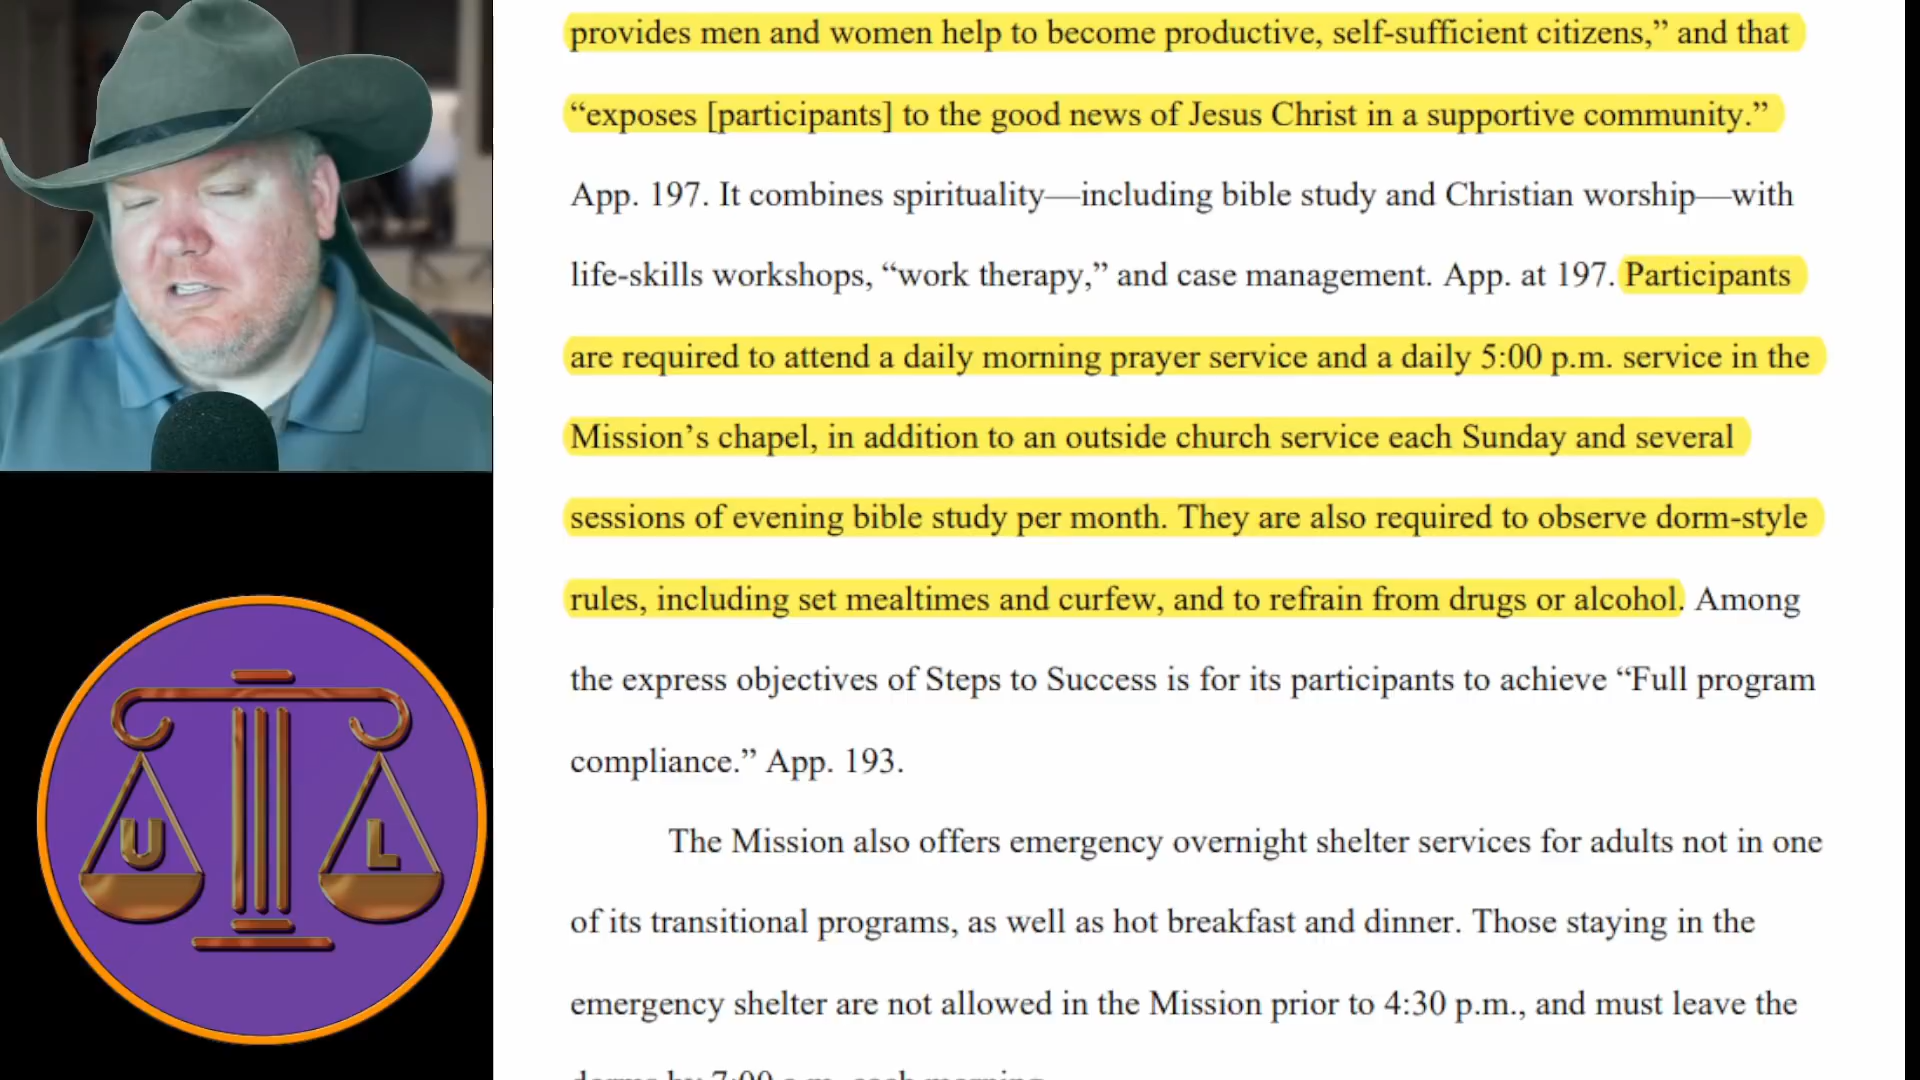 provides men and women help to become productive, self-sufficient citizens,” and that
“exposes [participants] to the good news of Jesus Christ in a supportive community.”
App. 197. It combines spirituality—including bible study and Christian worship—with
life-skills workshops, “work therapy,” and case management. App. at 197. Participants
are required to attend a daily morning prayer service and a daily 5:00 p.m. service in the
Mission’s chapel, in addition to an outside church service each Sunday and several
sessions of evening bible study per month. They are also required to observe dorm-style
rules, including set mealtimes and curfew, and to refrain from drugs or alcohol. Among
the express objectives of Steps to Success is for its participants to achieve “Full program
compliance.” App. 193.
The Mission also offers emergency overnight shelter services for adults not in one
of its transitional programs, as well as hot breakfast and dinner. Those staying in the
emergency shelter are not allowed in the Mission prior to 4:30 p.m., and must leave the
dorms by 7:00 a.m. each morning.
U L